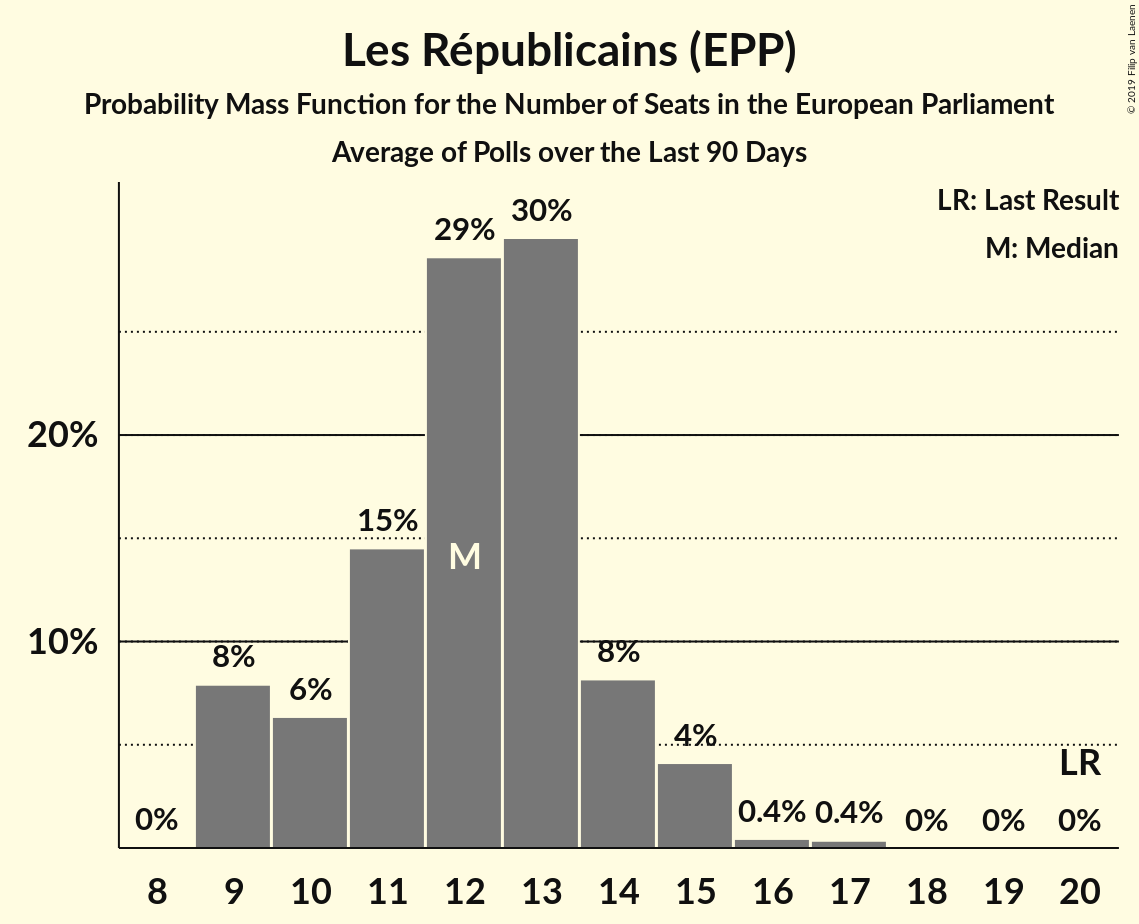 Les Républicains (EPP)
Probability Mass Function for the Number of Seats in the European Parliament
Average of Polls over the Last 90 Days
© 2019 Filip van Laenen
LR: Last Result
M: Median
30%
29%
20%
15%
M
10%
8%
8%
6%
4%
LR
0%
0.4%
0.4%
0%
0%
0%
8 9 10 11 12 13 14 15 16 17 18 19 20